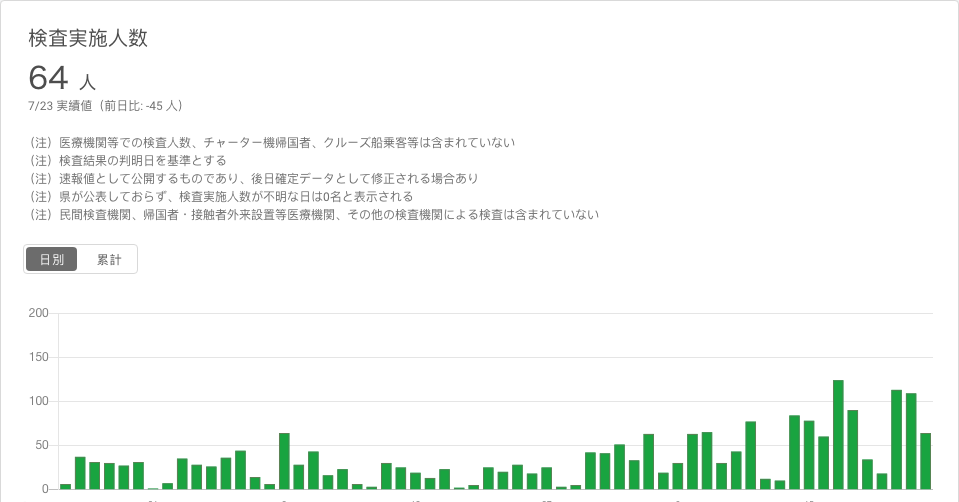 検査実施人数
64 人
7/23 実績値（前日比: -45 人）
（注）医療機関等での検査人数、チャーター機帰国者、クルーズ船乗客等は含まれていない
（注）検査結果の判明日を基準とする
（注）速報値として公開するものであり、後日確定データとして修正される場合あり
（注）県が公表しておらず、検査実施人数が不明な日は0名と表示される
（注）民間検査機関、帰国者・接触者外来設置等医療機関、その他の検査機関による検査は含まれていない
日別 累計
200
150
100
50
0